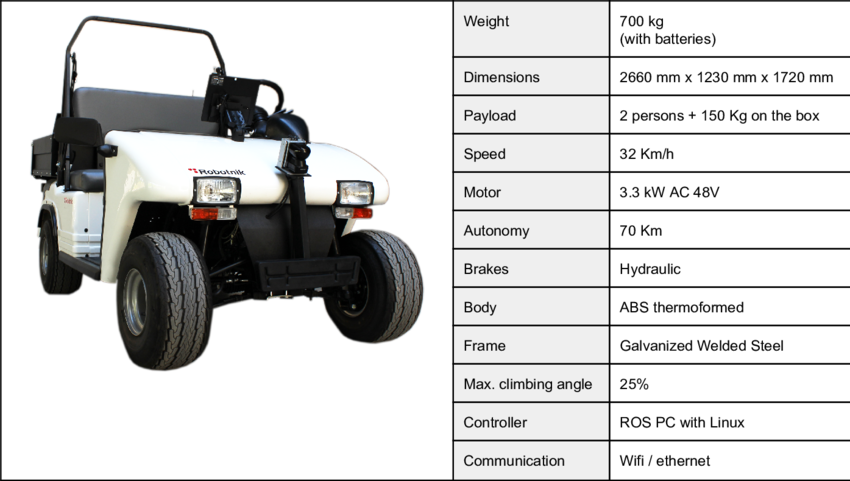 Robotnik
Weight 700 kg
(with batteries)
Dimensions 2660 mm x 1230 mm x 1720 mm
Payload 2 persons + 150 Kg on the box
Speed 32 Km/h
Motor 3.3 kW AC 48V
Autonomy 70 Km
Brakes Hydraulic
Body ABS thermoformed
Frame Galvanized Welded Steel
Max. climbing angle 25%
Controller ROS PC with Linux
Communication Wifi / ethernet